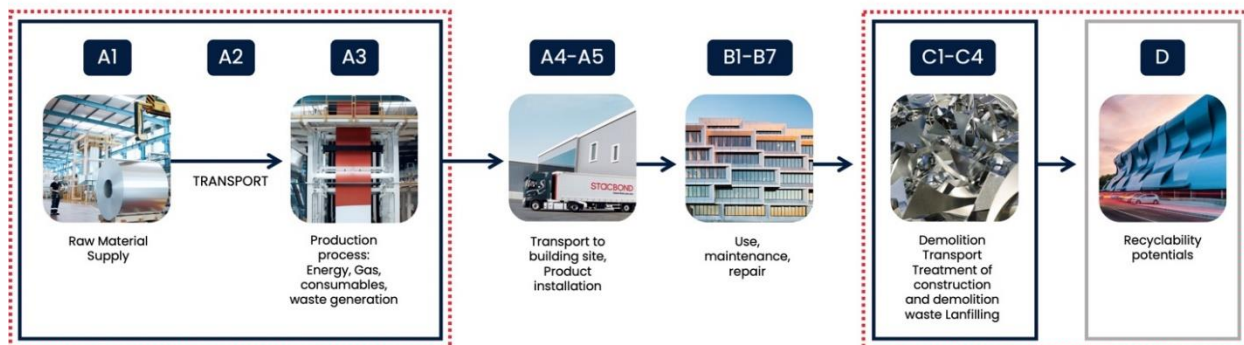 A1
A2
A3
A4-A5
B1-B7
C1-C4
D
TRANSPORT
STACBOND
Raw Material
Supply
Production
process:
Energy, Gas,
consumables,
waste generation
Transport to
building site,
Product
installation
Use,
maintenance,
repair
Demolition
Transport
Treatment of
construction
and demolition
waste Lanfilling
Recyclability
potentials